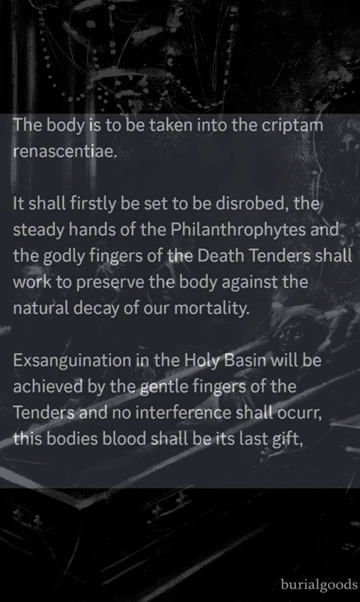 The body is to be taken into the criptam
renascentiae.
It shall firstly be set to be disrobed, the
steady hands of the Philanthrophytes and
the godly fingers of the Death Tenders shall
work to preserve the body against the
natural decay of our mortality.
Exsanguination in the Holy Basin will be
achieved by the gentle fingers of the
Tenders and no interference shall ocurr,
this bodies blood shall be its last gift,
burialgoods